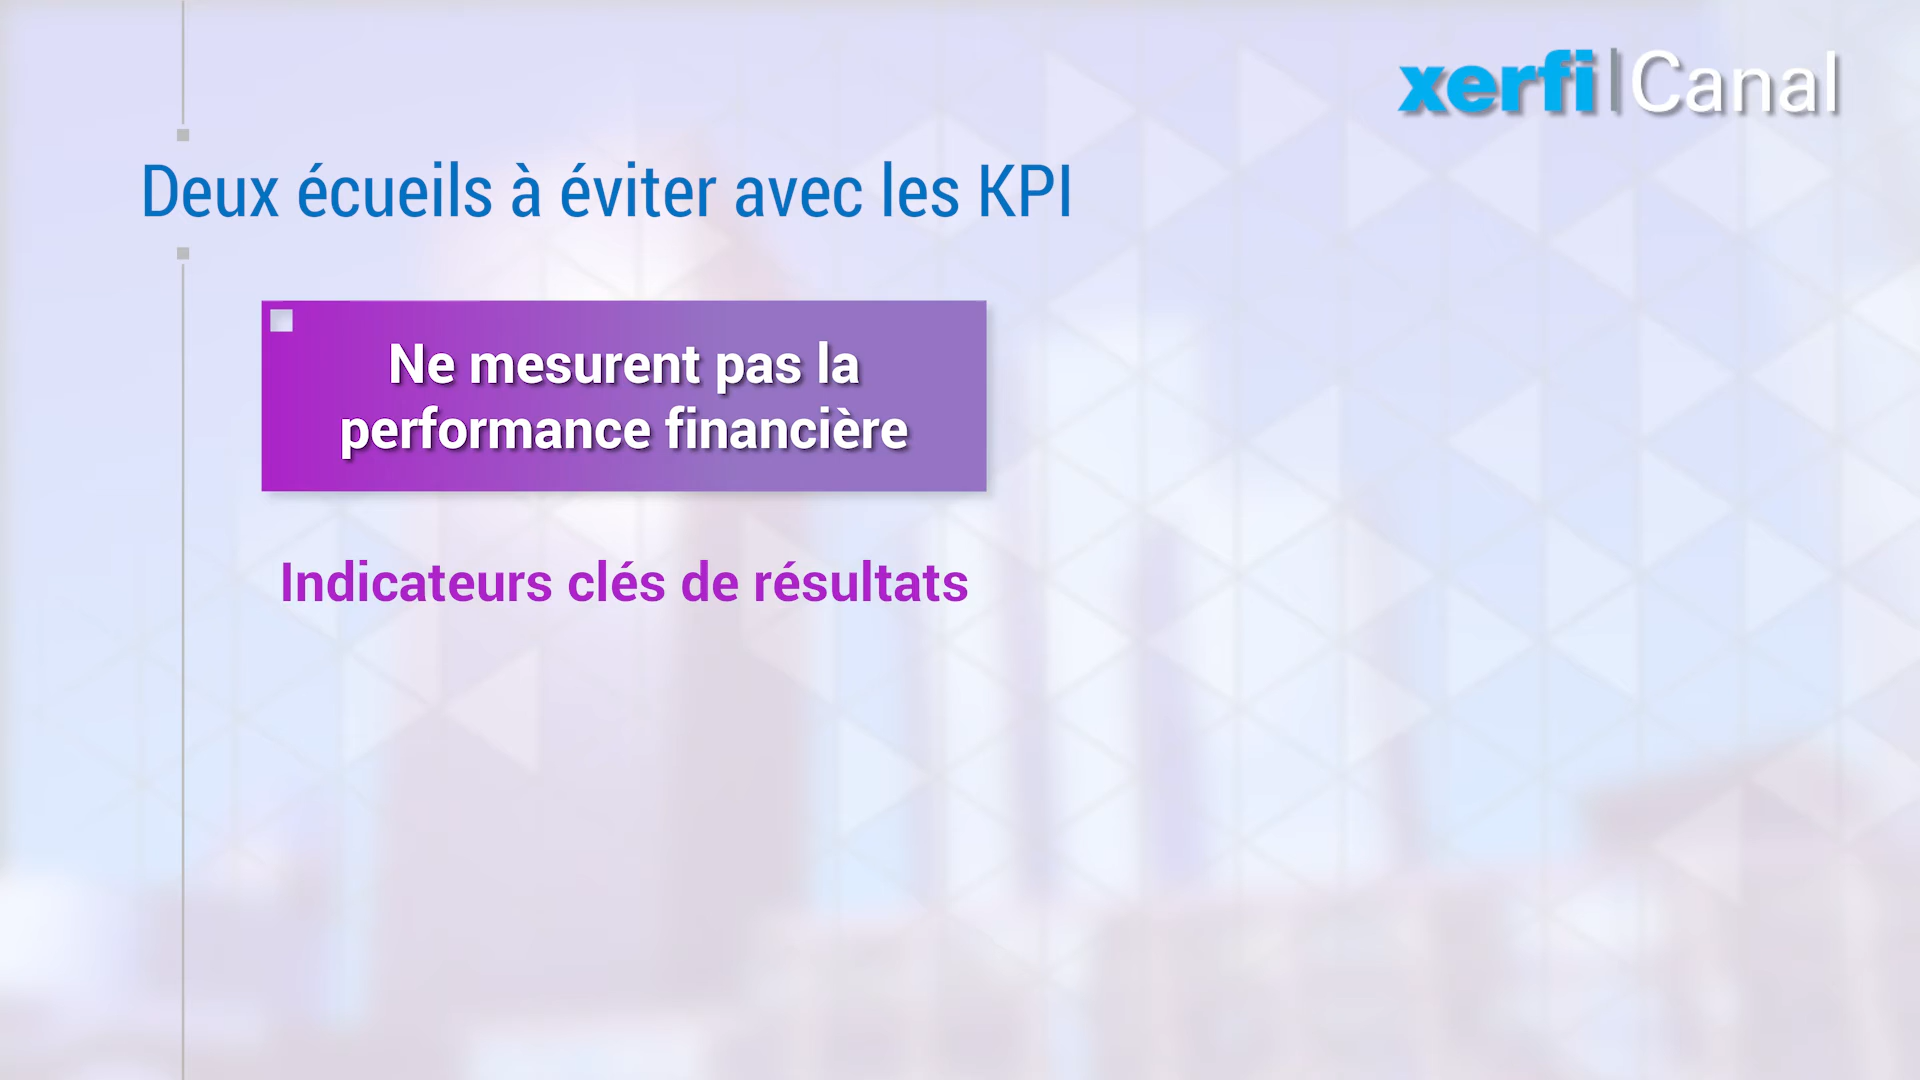 xerfi Canal
Deux écueils à éviter avec les KPI
Ne mesurent pas la
performance financière
Indicateurs clés de résultats